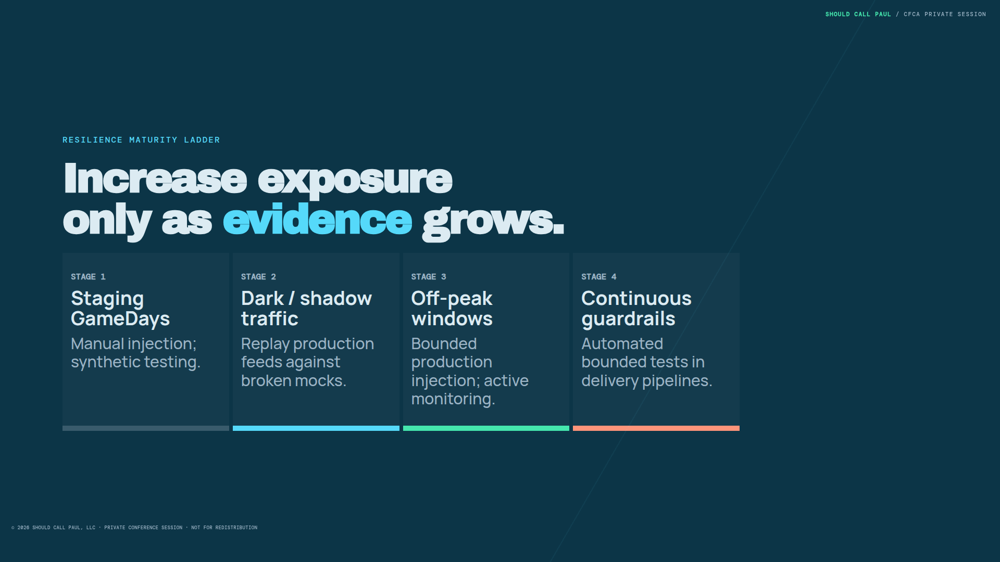 SHOULD CALL PAUL / CFCA PRIVATE SESSION
RESILIENCE MATURITY LADDER
Increase exposure
only as evidence grows.
STAGE 1
Staging
GameDays
Manual injection;
synthetic testing.
STAGE 2
Dark / shadow
traffic
Replay production
feeds against
broken mocks.
STAGE 3
Off-peak
windows
Bounded
production
injection; active
monitoring.
STAGE 4
Continuous
guardrails
Automated
bounded tests in
delivery pipelines.
© 2026 SHOULD CALL PAUL, LLC · PRIVATE CONFERENCE SESSION · NOT FOR REDISTRIBUTION